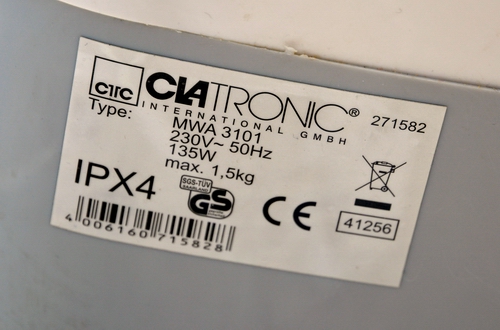 CTC CLATRONIC® 271582
INTERNATIONAL GMBH
Type: MWA 3101
230V~ 50Hz
135W
max. 1,5kg
IPX4
SGS-TÜV
SAARLAND
GS
CE
41256
4 006160 715828